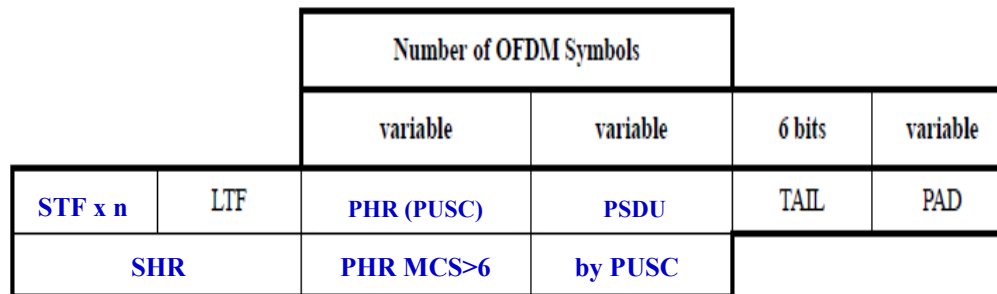 Number of OFDM Symbols
variable variable 6 bits variable
STF x n LTF PHR (PUSC) PSDU TAIL PAD
SHR PHR MCS>6 by PUSC